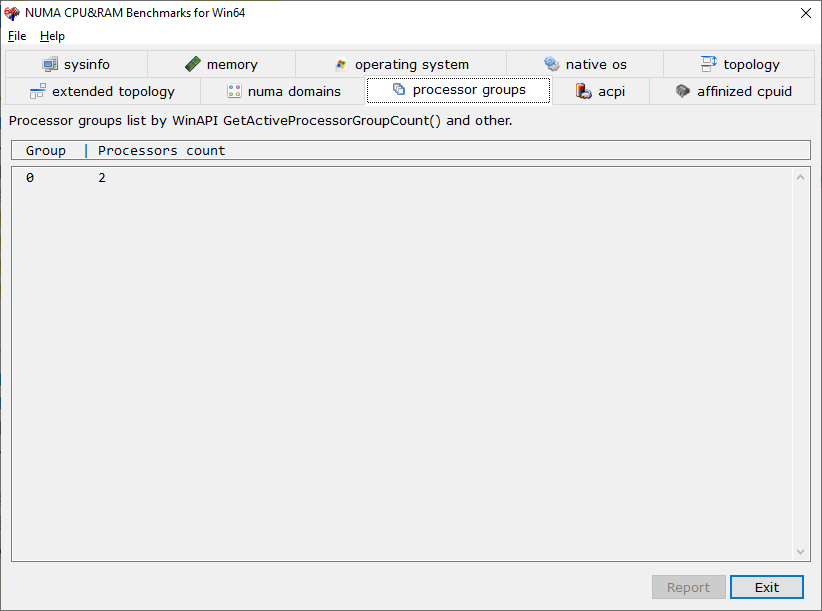 NUMA CPU&RAM Benchmarks for Win64
File Help
sysinfo memory operating system native os topology
extended topology numa domains processor groups acpi affinized cpuid
Processor groups list by WinAPI GetActiveProcessorGroupCount() and other.
Group | Processors count
0 2
Report Exit